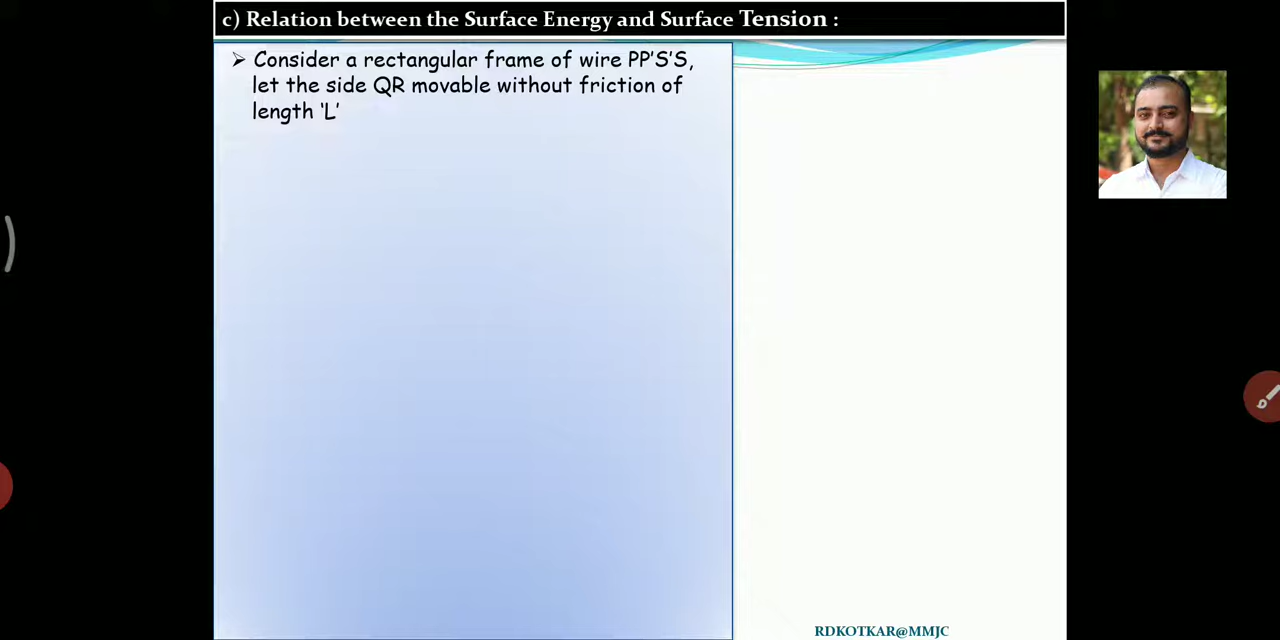 c) Relation between the Surface Energy and Surface Tension :
➢ Consider a rectangular frame of wire PP’S’S,
let the side QR movable without friction of
length ‘L’
RDKOTKAR@MMJC